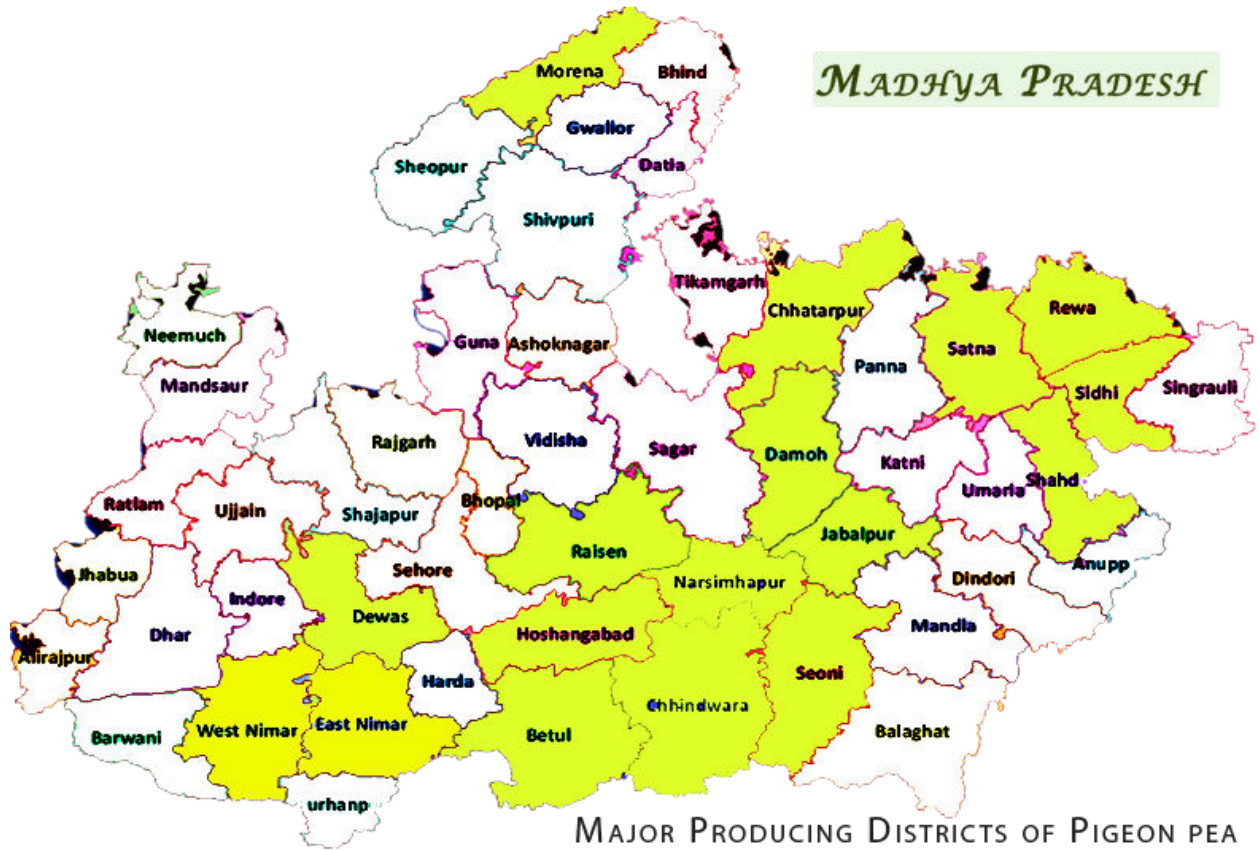 MADHYA PRADESH
Morena
Bhind
Gwalior
Datia
Sheopur
Shivpuri
Tikamgarh
Chhatarpur
Rewa
Neemuch
Guna
Ashoknagar
Satna
Panna
Mandsaur
Sidhi
Singrauli
Rajgarh
Vidisha
Sagar
Damoh
Katni
Shahd
Umaria
Ratlam
Ujjain
Shajapur
Bhopal
Jabalpur
Raisen
Anupp
Jhabua
Sehore
Narsimhapur
Dindori
Indore
Dewas
Dhar
Hoshangabad
Mandla
Alirajpur
Harda
Seoni
Chhindwara
West Nimar
East Nimar
Barwani
Betul
Balaghat
urhanp
MAJOR PRODUCING DISTRICTS OF PIGEON PEA